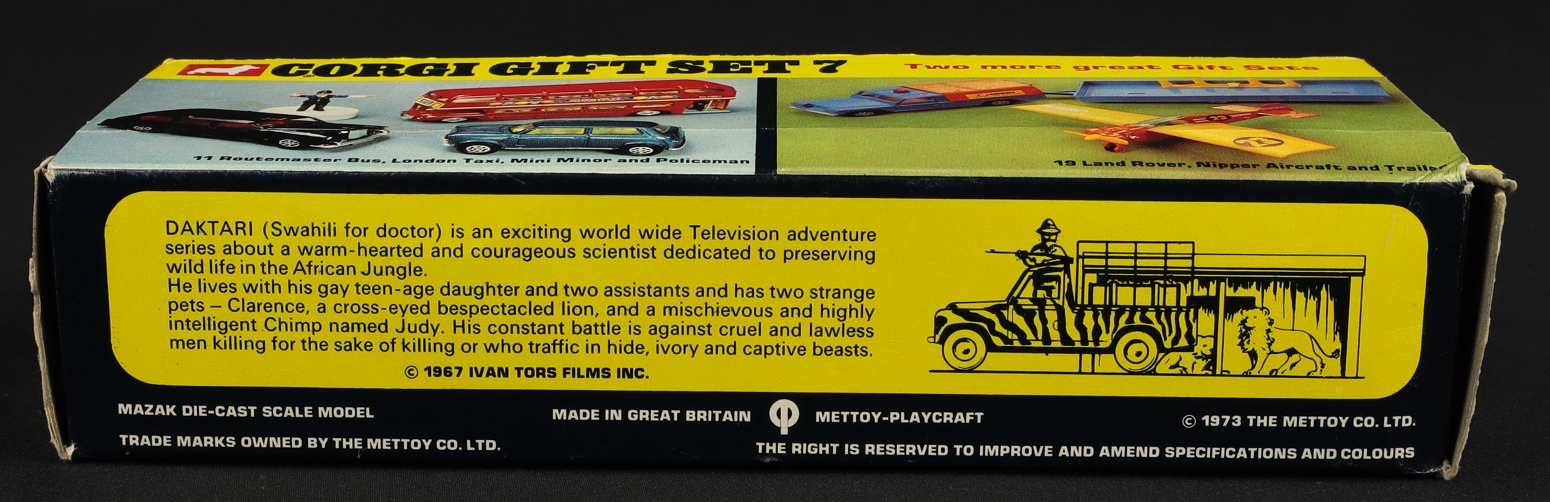 CORGI GIFT SET 7
Two more great Gift Sets
11 Routemaster Bus, London Taxi, Mini Minor and Policeman
19 Land Rover, Nipper Aircraft and Trailer
DAKTARI (Swahili for doctor) is an exciting world wide Television adventure
series about a warm-hearted and courageous scientist dedicated to preserving
wild life in the African Jungle.
He lives with his gay teen-age daughter and two assistants and has two strange
pets – Clarence, a cross-eyed bespectacled lion, and a mischievous and highly
intelligent Chimp named Judy. His constant battle is against cruel and lawless
men killing for the sake of killing or who traffic in hide, ivory and captive beasts.
© 1967 IVAN TORS FILMS INC.
MAZAK DIE-CAST SCALE MODEL
MADE IN GREAT BRITAIN METTOY-PLAYCRAFT
© 1973 THE METTOY CO. LTD.
TRADE MARKS OWNED BY THE METTOY CO. LTD.
THE RIGHT IS RESERVED TO IMPROVE AND AMEND SPECIFICATIONS AND COLOURS